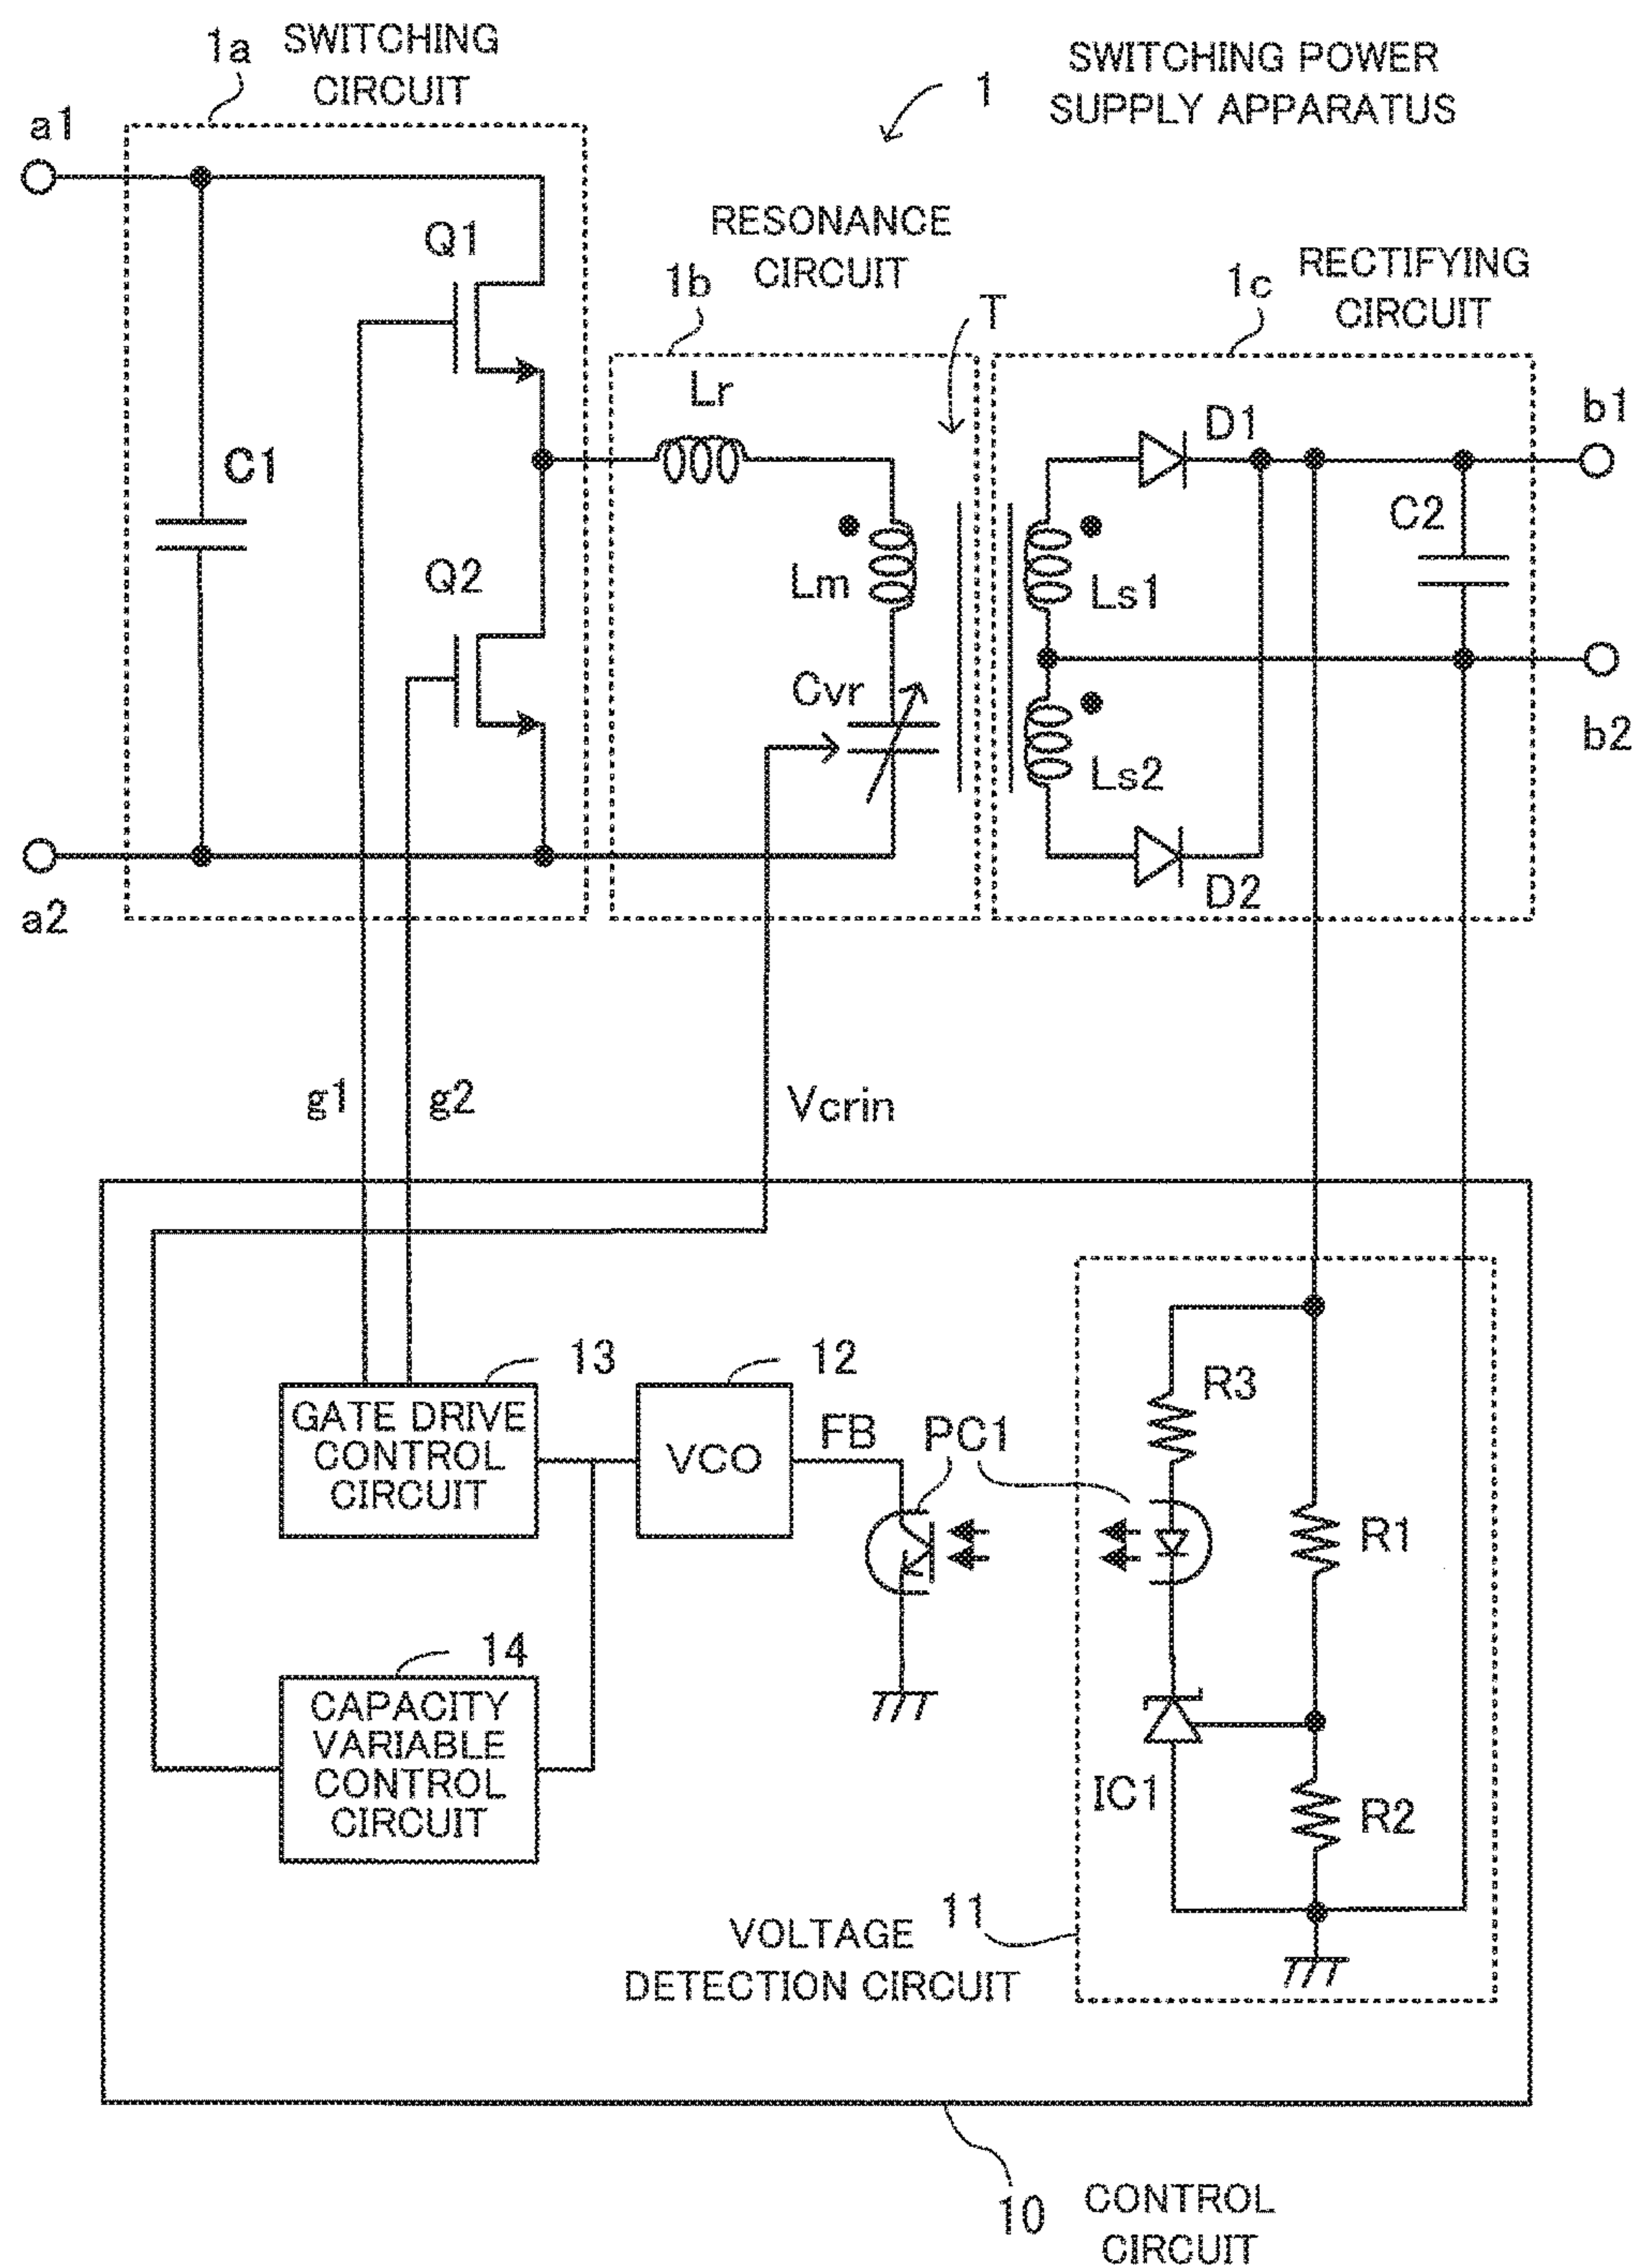 1a
SWITCHING
CIRCUIT
1
SWITCHING POWER
SUPPLY APPARATUS
a1
Q1
RESONANCE
CIRCUIT
1b
T
1c
RECTIFYING
CIRCUIT
Lr
D1
b1
C1
C2
Q2
Lm
Ls1
Cvr
b2
Ls2
D2
a2
g1
g2
Vcrin
13
12
R3
GATE DRIVE
CONTROL
CIRCUIT
VCO
FB
PC1
R1
14
CAPACITY
VARIABLE
CONTROL
CIRCUIT
IC1
R2
11
VOLTAGE
DETECTION CIRCUIT
10
CONTROL
CIRCUIT